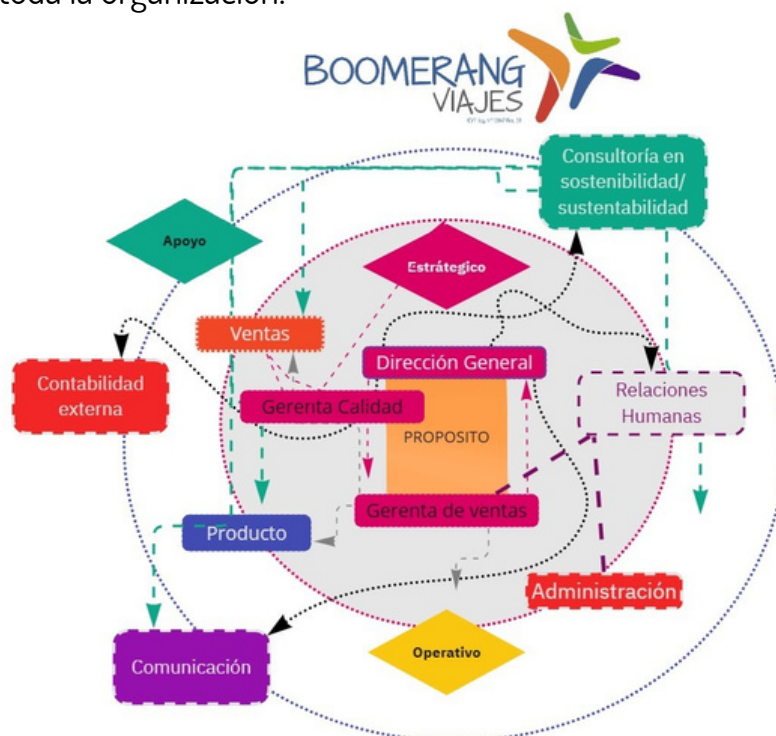 toda la organización.
BOOMERANG
VIAJES
Consultoría en
sostenibilidad/
sustentabilidad
Apoyo
Estrátegico
Ventas
Dirección General
Contabilidad
externa
Gerenta Calidad
Relaciones
Humanas
PROPOSITO
Gerenta de ventas
Producto
Administración
Operativo
Comunicación